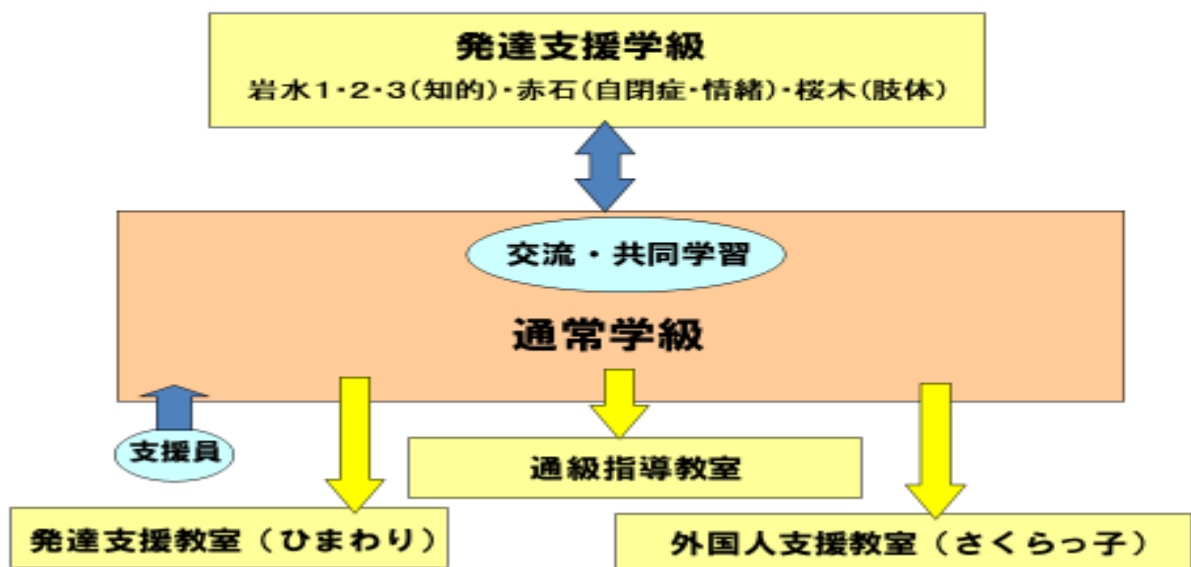 発達支援学級
岩水1・2・3(知的)・赤石(自閉症・情緒)・桜木(肢体)
交流・共同学習
通常学級
支援員
通級指導教室
発達支援教室(ひまわり)
外国人支援教室(さくらっ子)